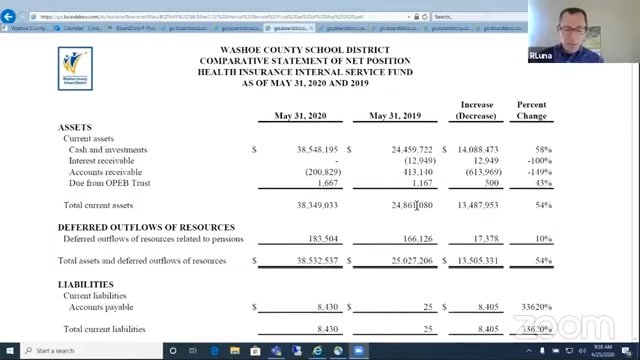 RLuna
WASHOE COUNTY SCHOOL DISTRICT
COMPARATIVE STATEMENT OF NET POSITION
HEALTH INSURANCE INTERNAL SERVICE FUND
AS OF MAY 31, 2020 AND 2019
May 31, 2020 May 31, 2019 Increase (Decrease) Percent Change
ASSETS
Current assets
Cash and investments $ 38,548,195 $ 24,459,722 $ 14,088,473 58%
Interest receivable - (12,949) 12,949 -100%
Accounts receivable (200,829) 413,140 (613,969) -149%
Due from OPEB Trust 1,667 1,167 500 43%
Total current assets 38,349,033 24,861,080 13,487,953 54%
DEFERRED OUTFLOWS OF RESOURCES
Deferred outflows of resources related to pensions 183,504 166,126 17,378 10%
Total assets and deferred outflows of resources 38,532,537 25,027,206 13,505,331 54%
LIABILITIES
Current liabilities
Accounts payable $ 8,430 $ 25 $ 8,405 33620%
Total current liabilities 8,430 25 8,405 33620%
zoom
Start a search
9:38 AM